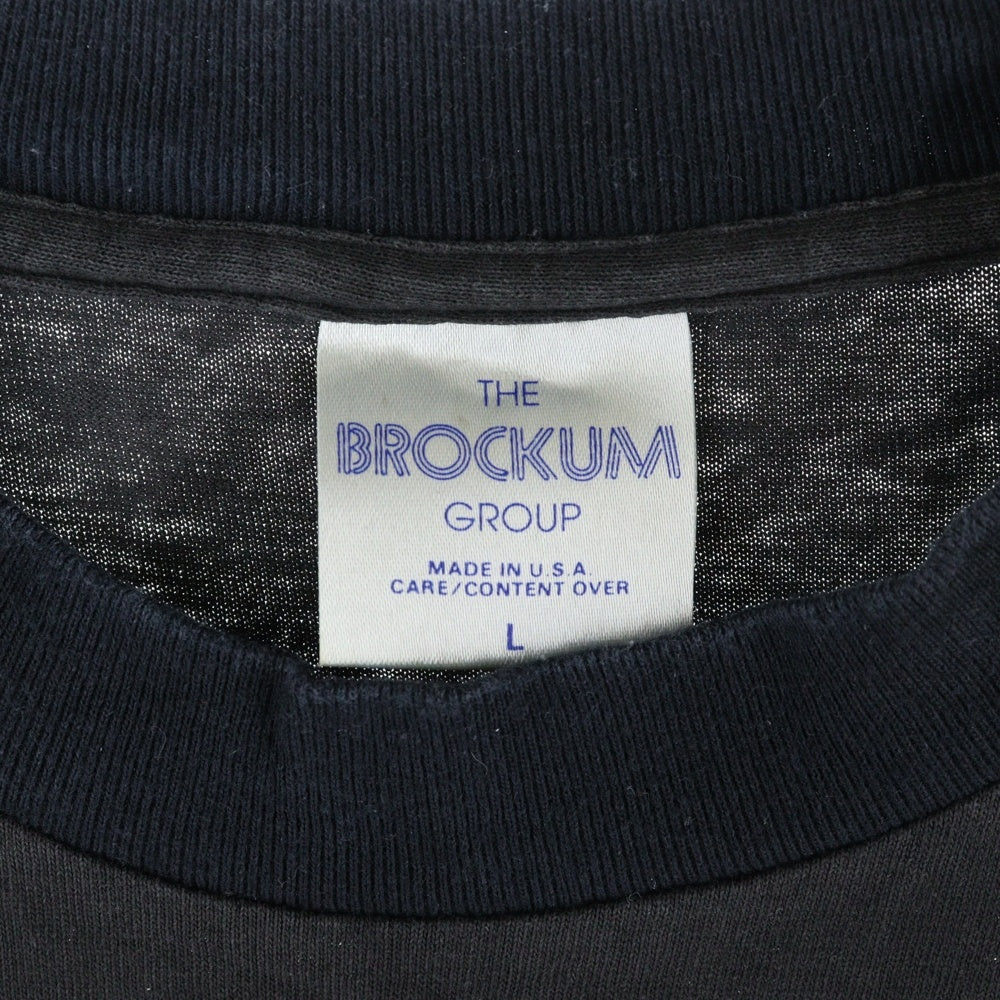 THE
BROCKUM
GROUP
MADE IN U.S.A.
CARE/CONTENT OVER
L